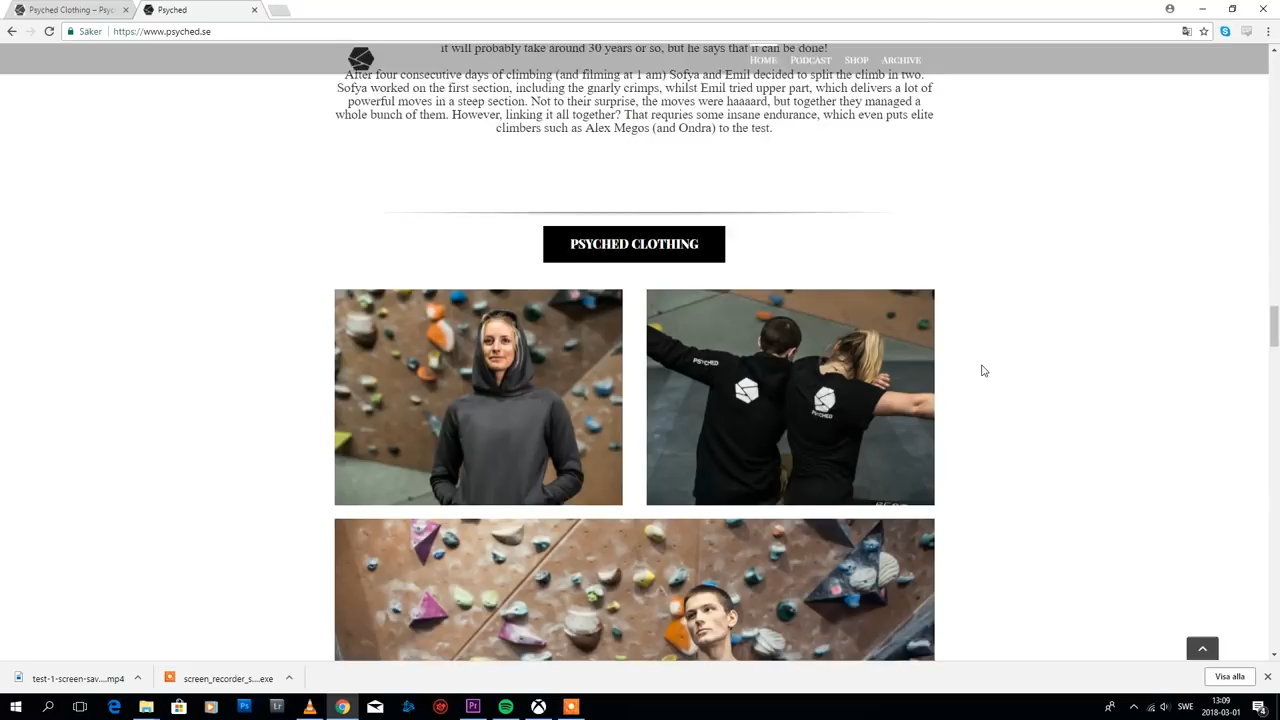 Psyched Clothing – Psyc
Psyched
Säker
https://www.psyched.se
it will probably take around 30 years or so, but he says that it can be done!
HOME PODCAST SHOP ARCHIVE
After four consecutive days of climbing (and filming at 1 am) Sofya and Emil decided to split the climb in two.
Sofya worked on the first section, including the gnarly crimps, whilst Emil tried upper part, which delivers a lot of
powerful moves in a steep section. Not to their surprise, the moves were haaaard, but together they managed a
whole bunch of them. However, linking it all together? That requries some insane endurance, which even puts elite
climbers such as Alex Megos (and Ondra) to the test.
PSYCHED CLOTHING
PSYCHED
PSYCHED
test-1-screen-sav....mp4
screen_recorder_s....exe
Visa alla
Ps
Lr
Pr
SWE
13:09
2018-03-01
4